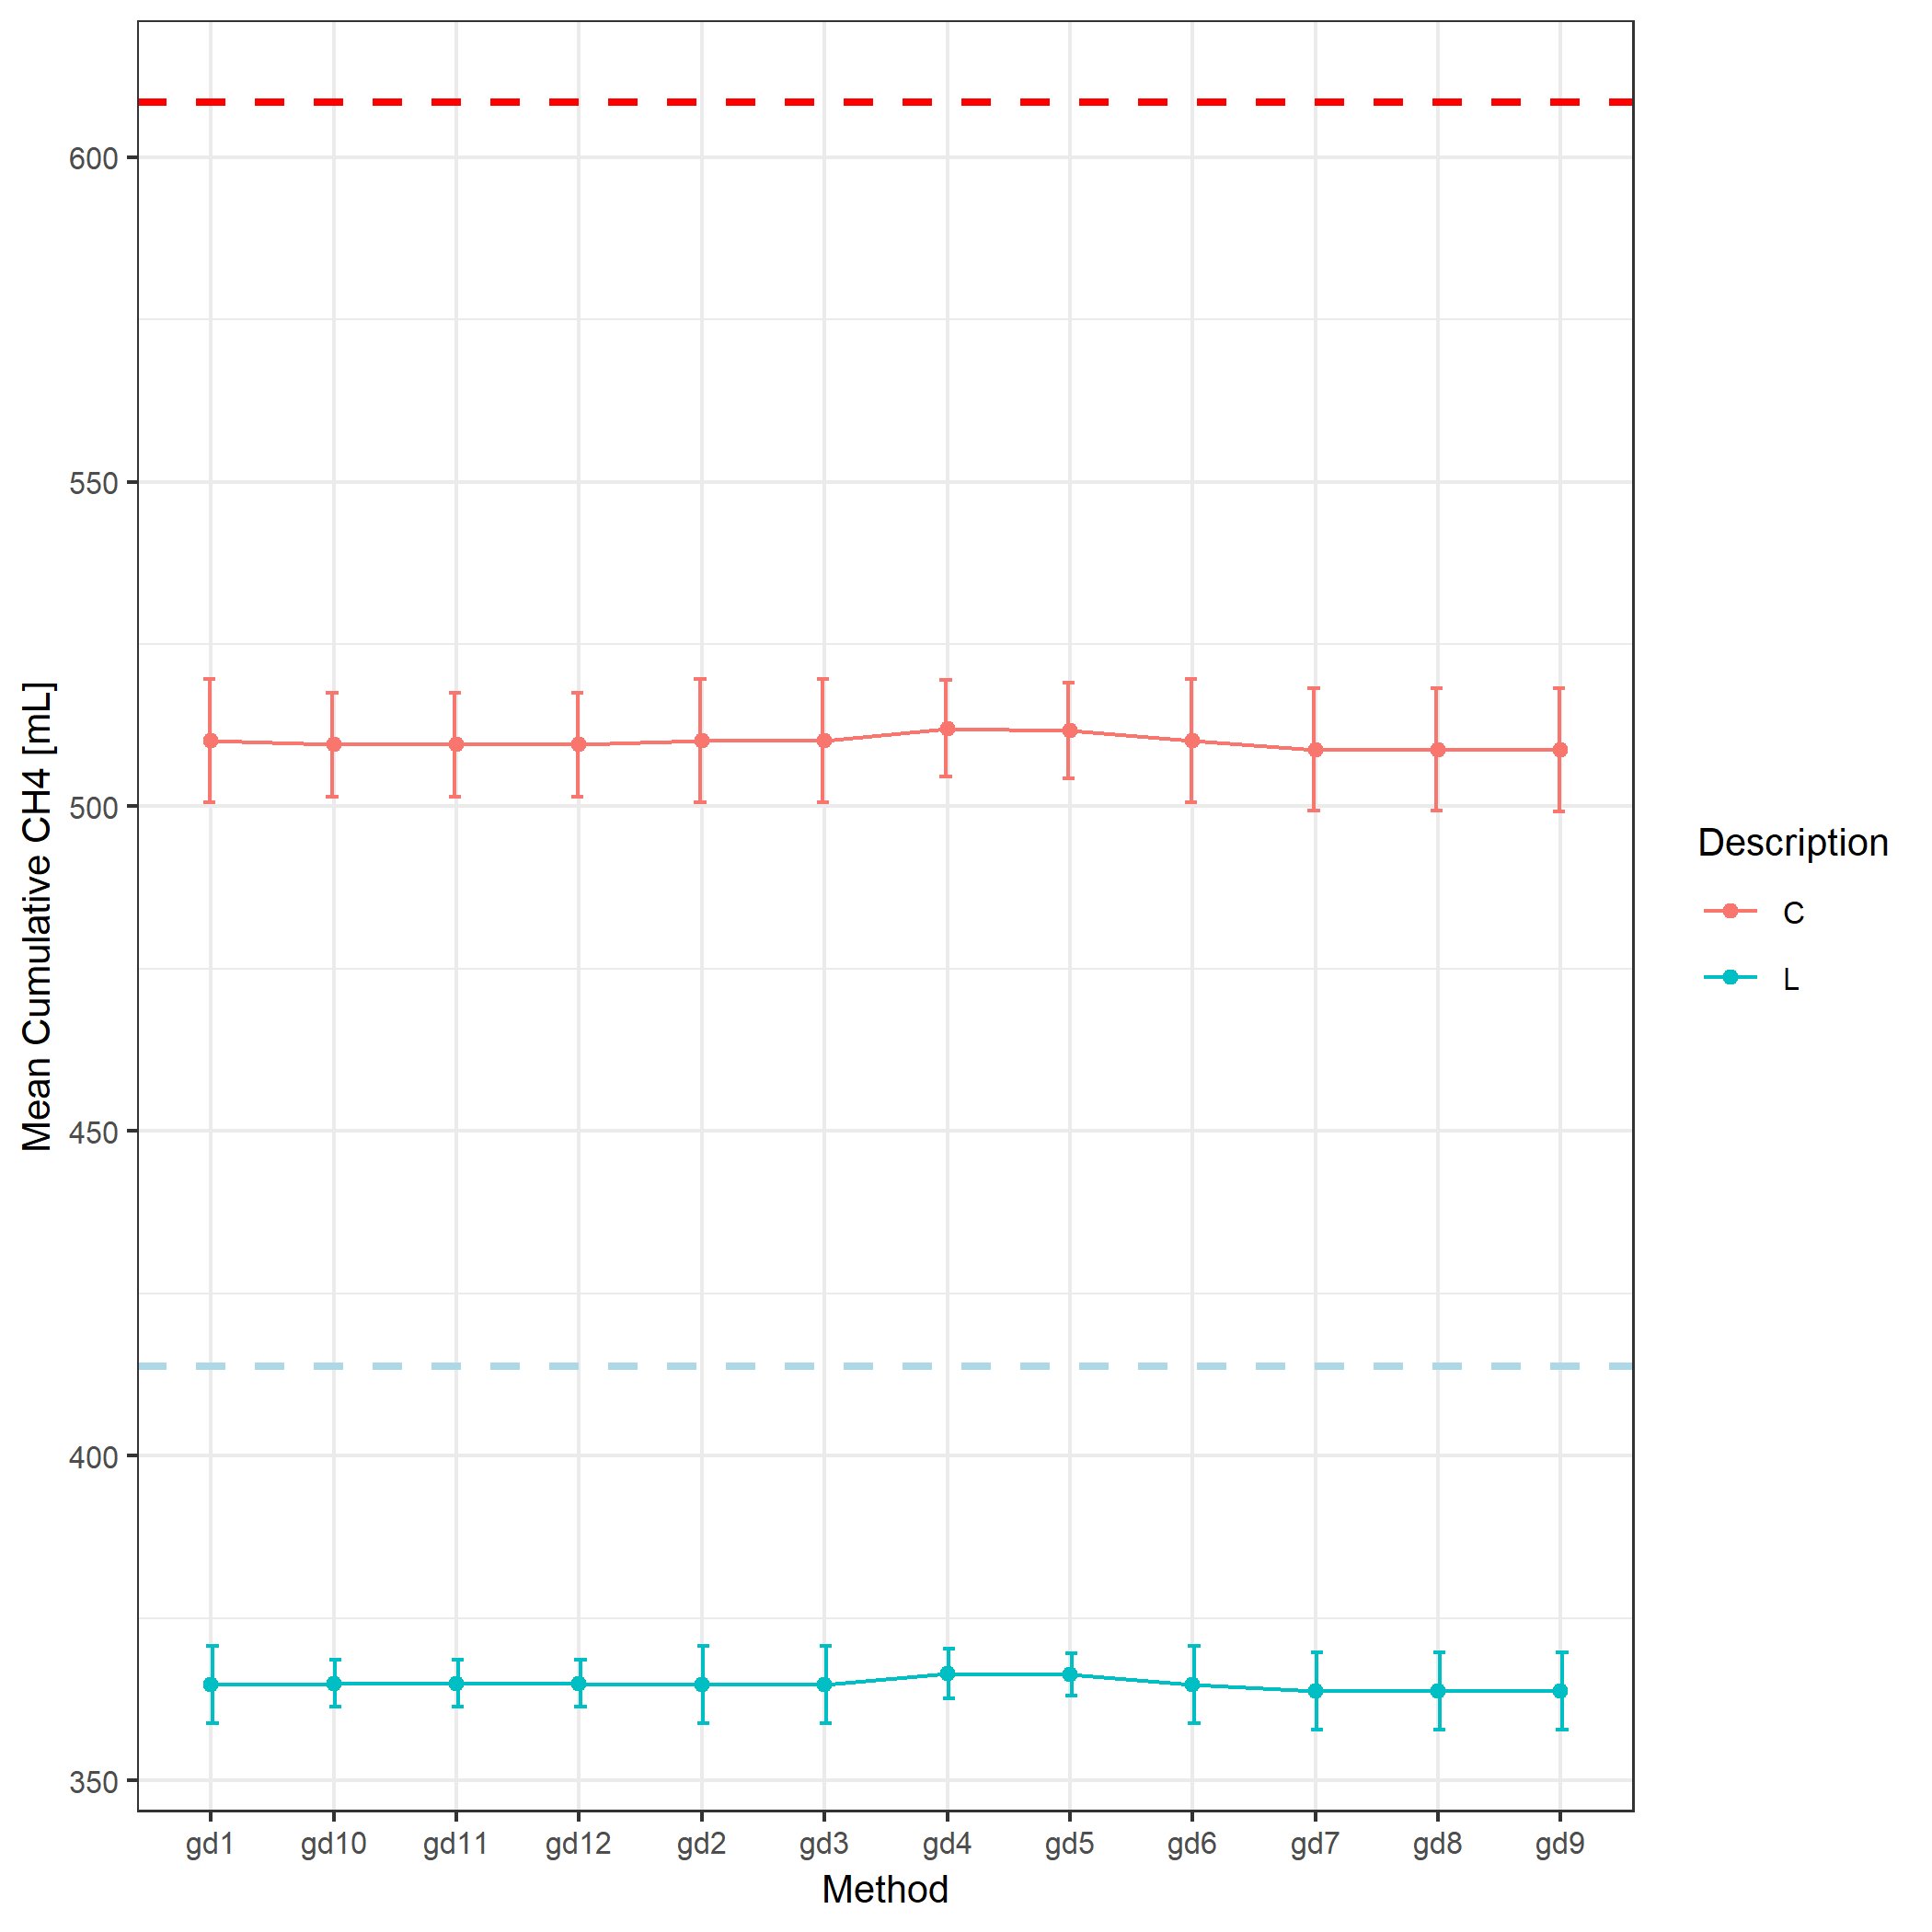 Mean Cumulative CH4 [mL]
600
550
500
450
400
350
gd1 gd10 gd11 gd12 gd2 gd3 gd4 gd5 gd6 gd7 gd8 gd9
Method
Description
C
L